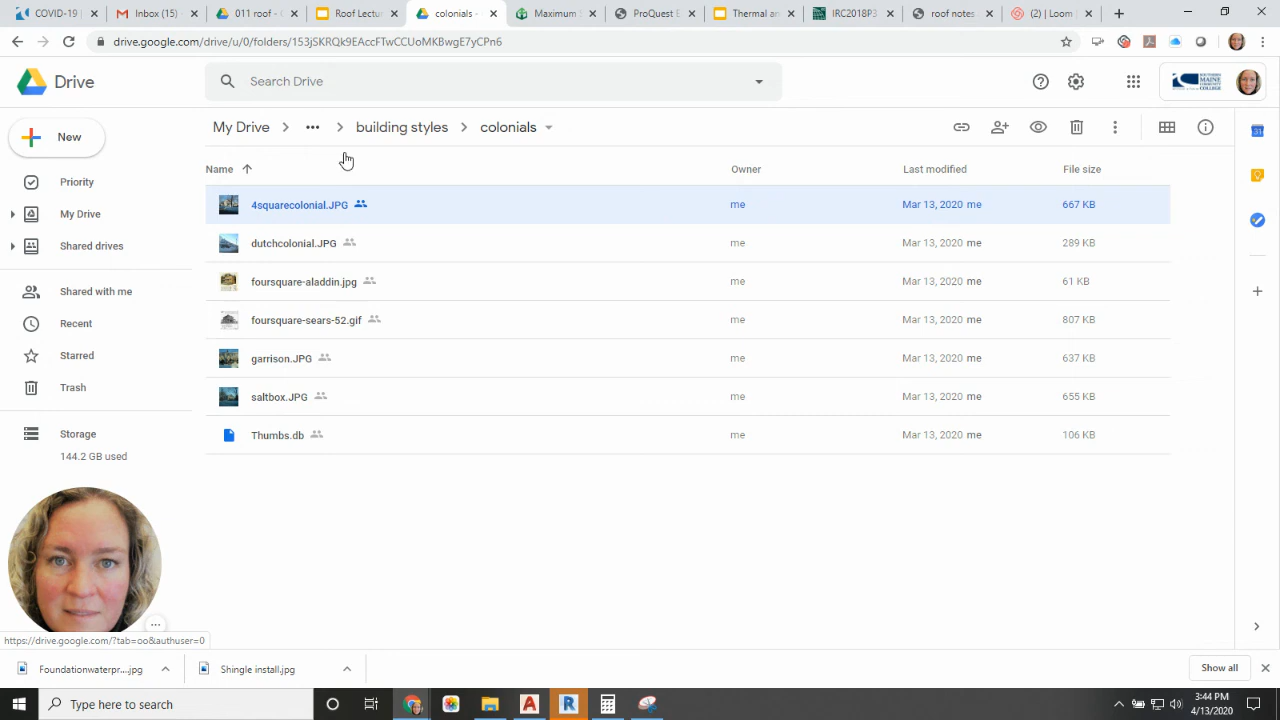 COVID-19
Inbox (15)
011 roof -
Roof Lectur
colonials -
Maximum S
ProQuest E
Thermal an
IRC2018P3
roof notes
(2) | Loom
drive.google.com/drive/u/0/folders/153jSKRQk9EAccFTwCCUoMKBwgE7yCPn6
Drive
Search Drive
SOUTHERN MAINE COMMUNITY COLLEGE
New
My Drive
•••
building styles
colonials
Name
Owner
Last modified
File size
Priority
My Drive
Shared drives
Shared with me
Recent
Starred
Trash
Storage
144.2 GB used
4squarecolonial.JPG me Mar 13, 2020 me 667 KB
dutchcolonial.JPG me Mar 13, 2020 me 289 KB
foursquare-aladdin.jpg me Mar 13, 2020 me 61 KB
foursquare-sears-52.gif me Mar 13, 2020 me 807 KB
garrison.JPG me Mar 13, 2020 me 637 KB
saltbox.JPG me Mar 13, 2020 me 655 KB
Thumbs.db me Mar 13, 2020 me 106 KB
31
https://drive.google.com/?tab=oo&authuser=0
Foundationwaterpr....jpg
Shingle install.jpg
Show all
Type here to search
A
R
3:44 PM
4/13/2020